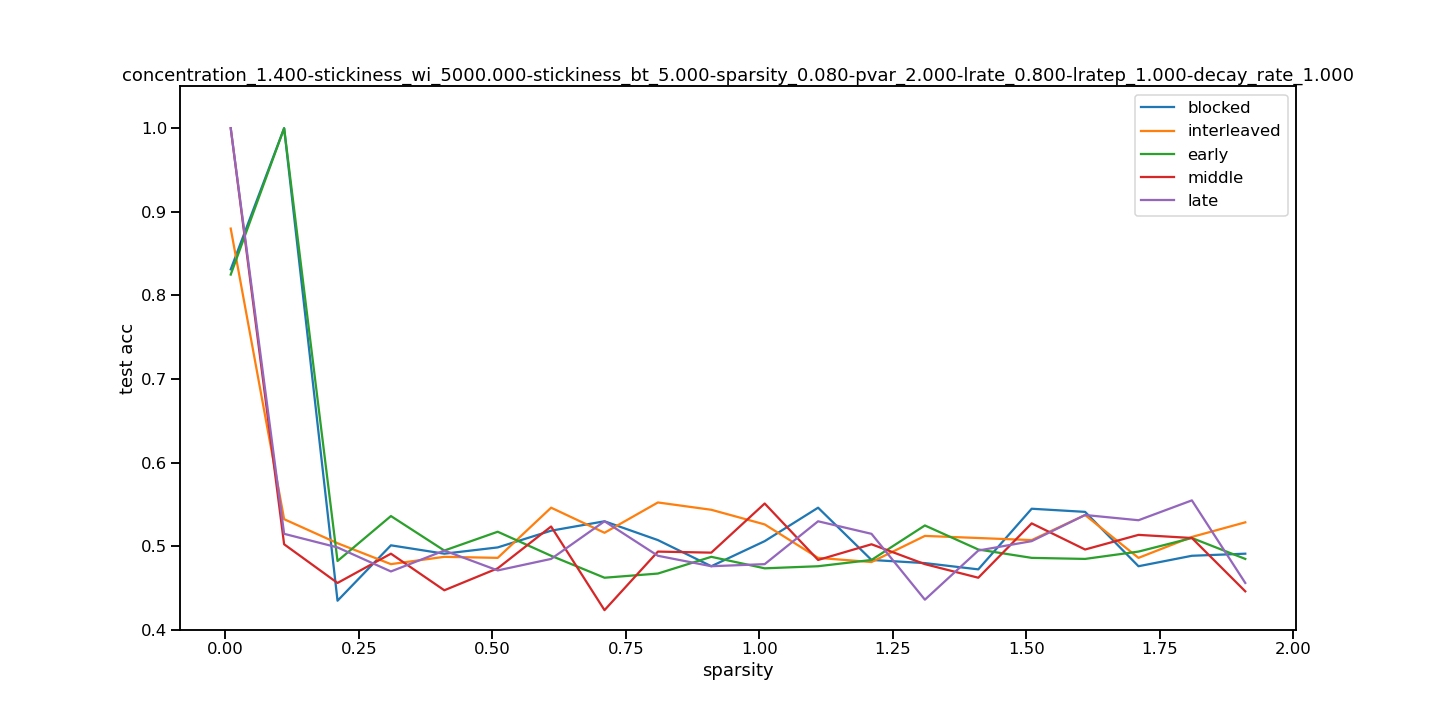 concentration_1.400-stickiness_wi_5000.000-stickiness_bt_5.000-sparsity_0.080-pvar_2.000-lrate_0.800-lratep_1.000-decay_rate_1.000
blocked
interleaved
early
middle
late
1.0
0.9
0.8
0.7
0.6
0.5
0.4
test acc
0.00 0.25 0.50 0.75 1.00 1.25 1.50 1.75 2.00
sparsity